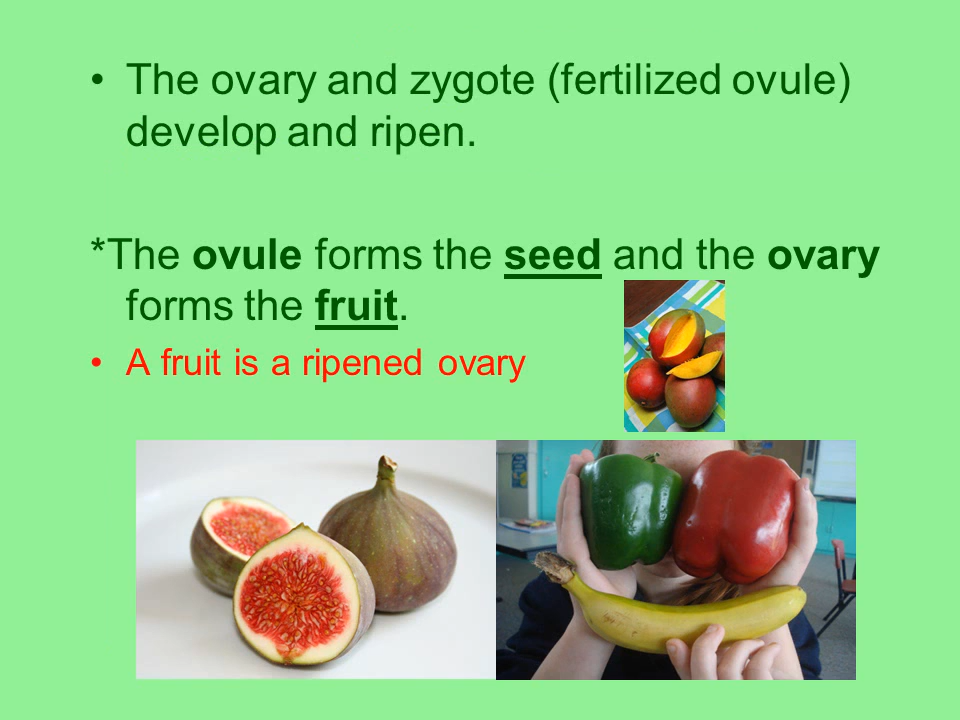 • The ovary and zygote (fertilized ovule)
develop and ripen.
*The ovule forms the seed and the ovary
forms the fruit.
• A fruit is a ripened ovary